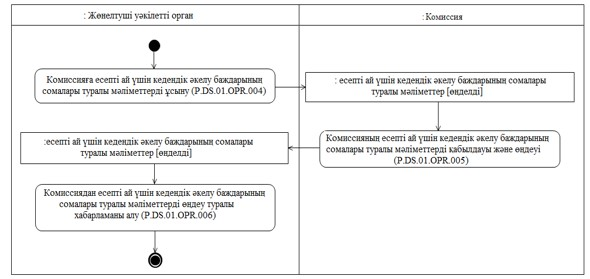 : Жөнелтуші уәкілетті орган
: Комиссия
Комиссияға есепті ай үшін кедендік әкелу баждарының
сомалары туралы мәліметтерді ұсыну (P.DS.01.OPR.004)
: есепті ай үшін кедендік әкелу баждарының сомалары
туралы мәліметтер [өңделді]
Комиссияның есепті ай үшін кедендік әкелу баждарының
сомалары туралы мәліметтерді қабылдауы және өңдеуі
(P.DS.01.OPR.005)
:есепті ай үшін кедендік әкелу баждарының сомалары
туралы мәліметтер [өңделді]
Комиссиядан есепті ай үшін кедендік әкелу баждарының
сомалары туралы мәліметтерді өңдеу туралы
хабарламаны алу (P.DS.01.OPR.006)